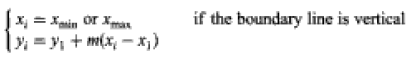 { x_i = x_min or x_max if the boundary line is vertical
y_i = y_1 + m(x_i − x_1)